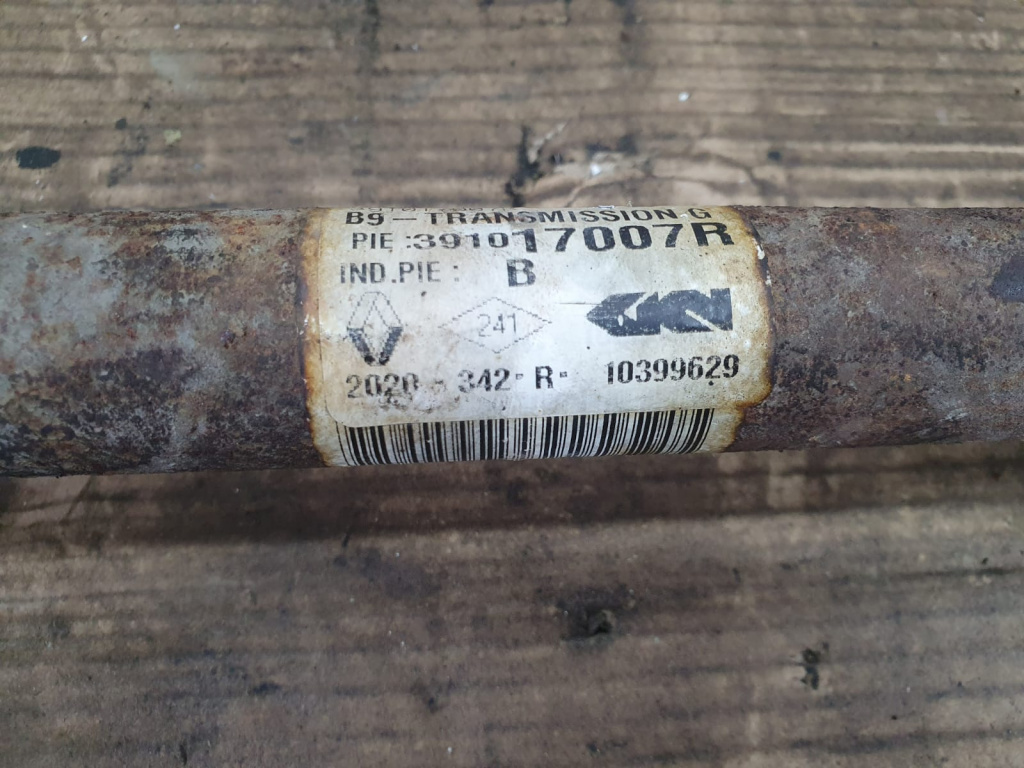 B9-TRANSMISSION G
PIE :391017007R
IND.PIE : B
241 GKN
2020 - 342-R- 10399629